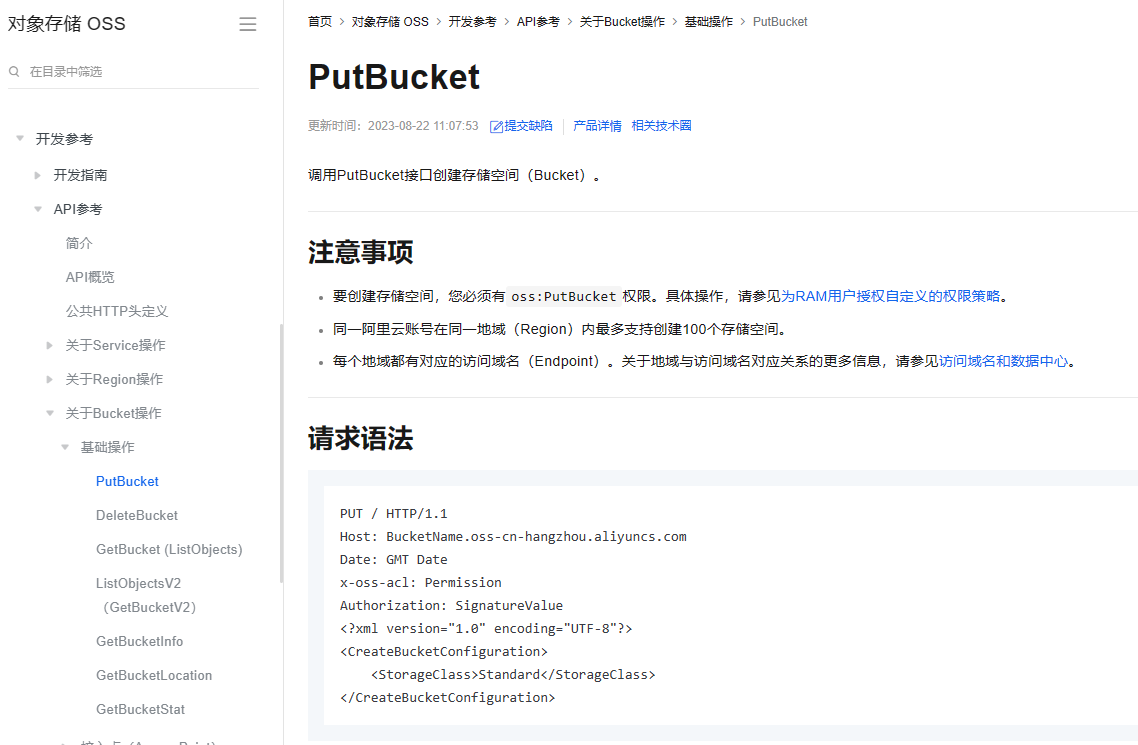 对象存储 OSS
在目录中筛选
开发参考
开发指南
API参考
简介
API概览
公共HTTP头定义
关于Service操作
关于Region操作
关于Bucket操作
基础操作
PutBucket
DeleteBucket
GetBucket (ListObjects)
ListObjectsV2
（GetBucketV2）
GetBucketInfo
GetBucketLocation
GetBucketStat
首页 > 对象存储 OSS > 开发参考 > API参考 > 关于Bucket操作 > 基础操作 > PutBucket
PutBucket
更新时间：2023-08-22 11:07:53 提交缺陷 产品详情 相关技术圈
调用PutBucket接口创建存储空间（Bucket）。
注意事项
要创建存储空间，您必须有 oss:PutBucket 权限。具体操作，请参见为RAM用户授权自定义的权限策略。
同一阿里云账号在同一地域（Region）内最多支持创建100个存储空间。
每个地域都有对应的访问域名（Endpoint）。关于地域与访问域名对应关系的更多信息，请参见访问域名和数据中心。
请求语法
PUT / HTTP/1.1
Host: BucketName.oss-cn-hangzhou.aliyuncs.com
Date: GMT Date
x-oss-acl: Permission
Authorization: SignatureValue
<?xml version="1.0" encoding="UTF-8"?>
<CreateBucketConfiguration>
    <StorageClass>Standard</StorageClass>
</CreateBucketConfiguration>